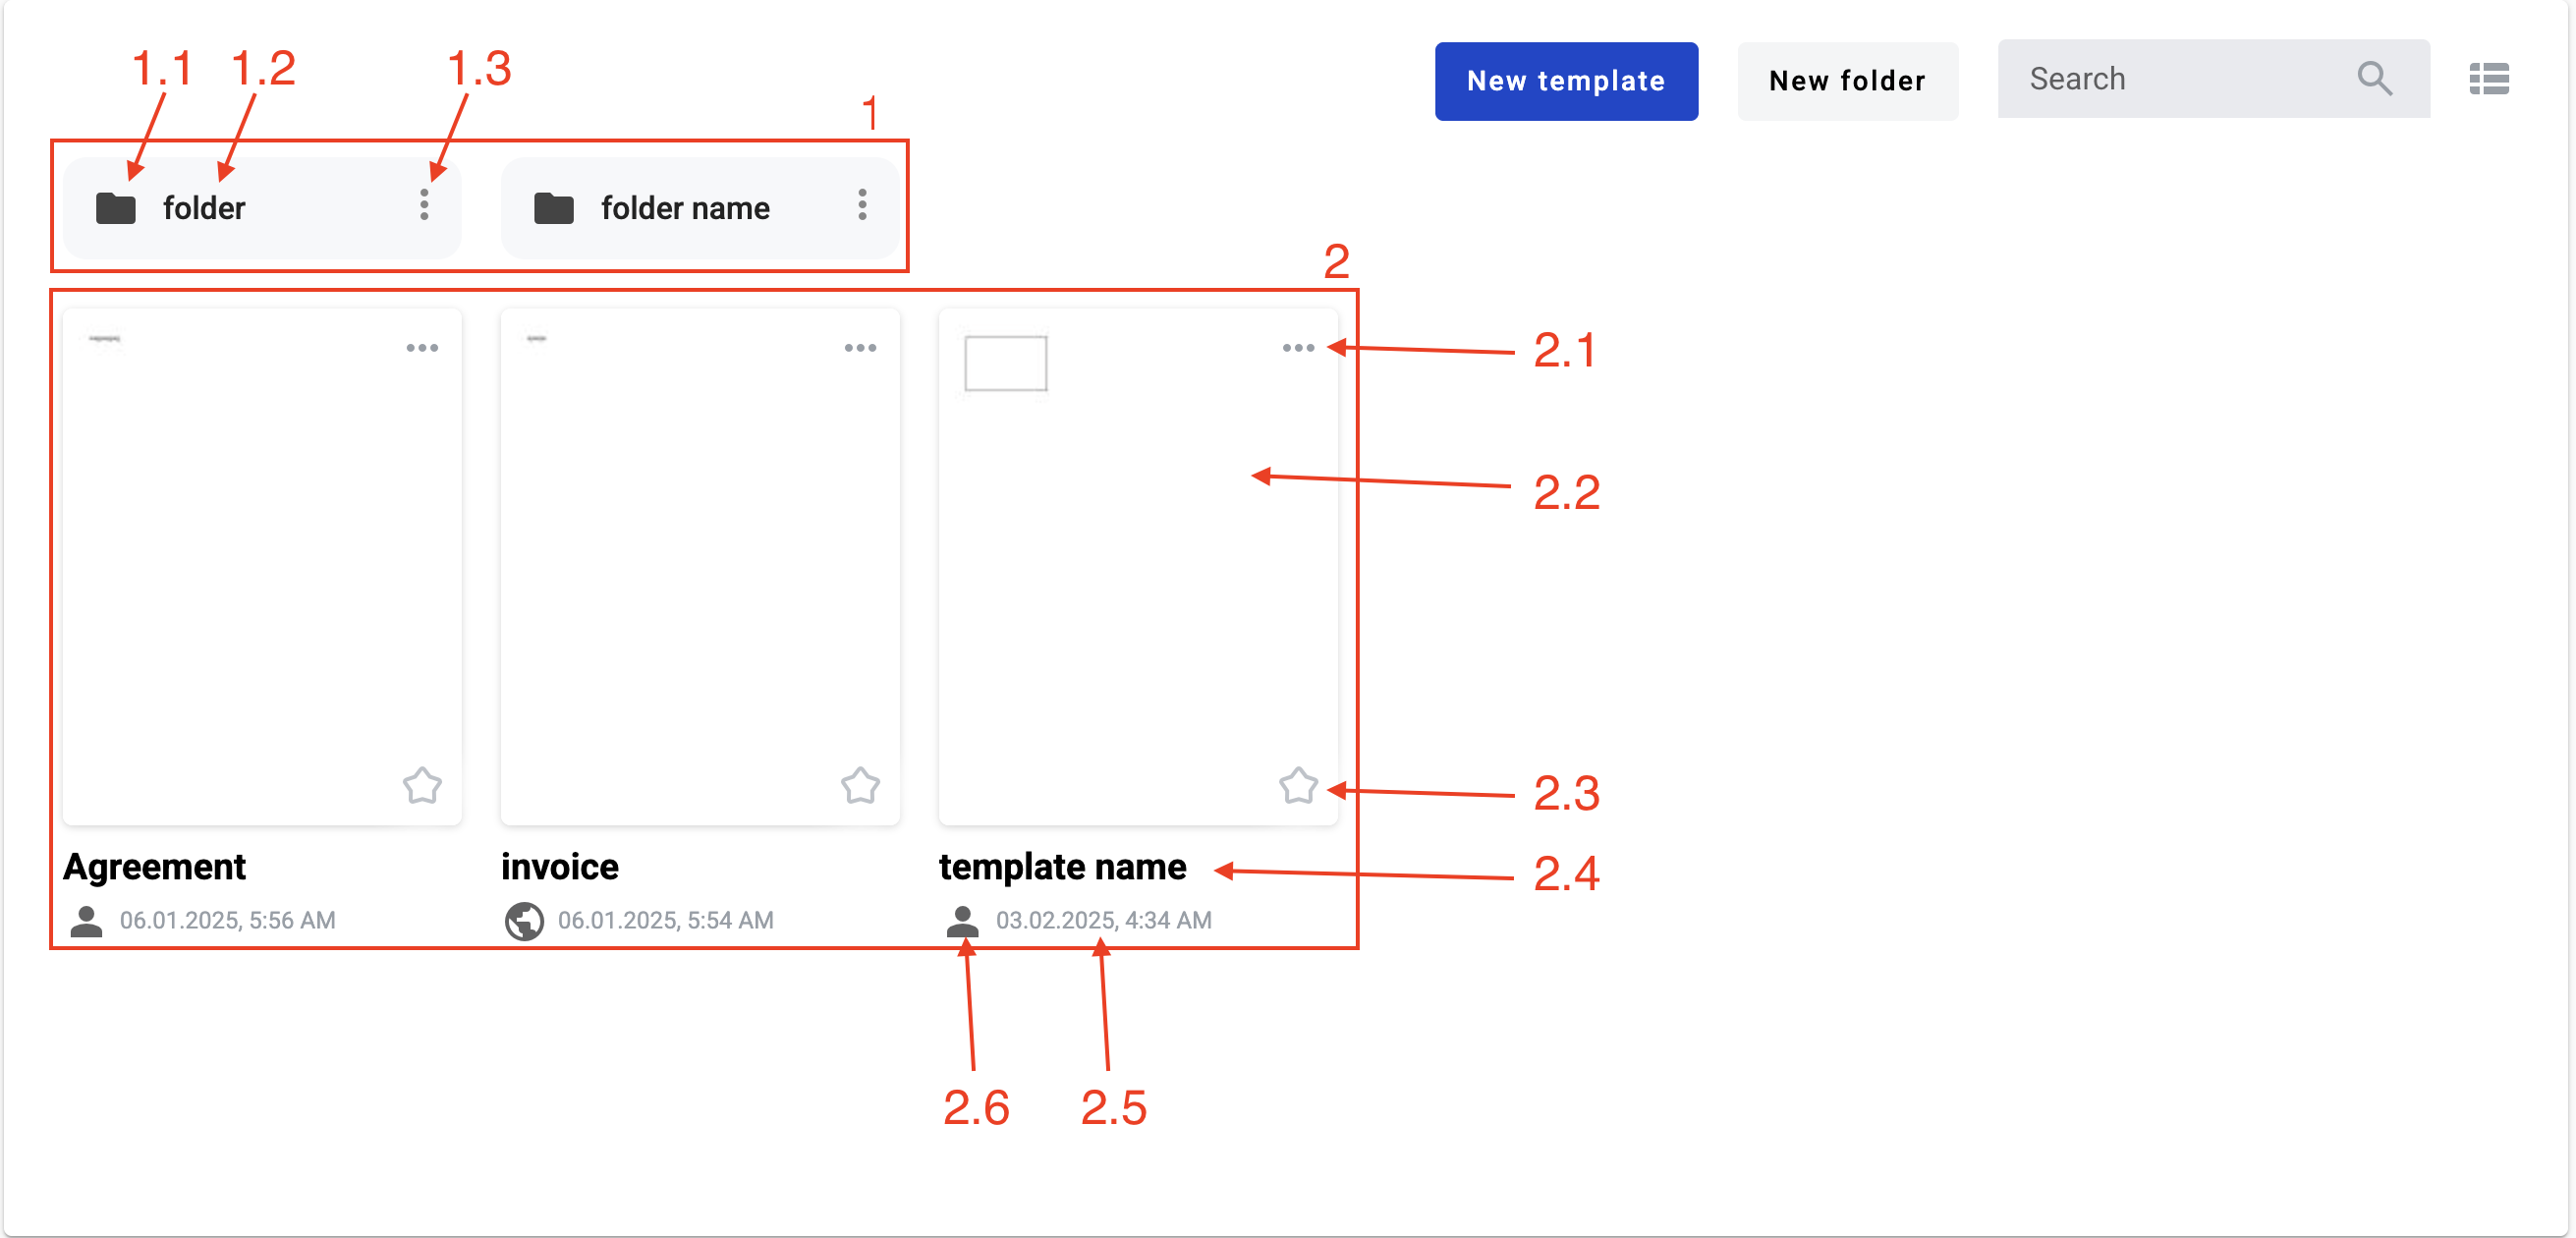 1.1 1.2 1.3
1
New template New folder Search
folder folder name
2
2.1
2.2
2.3
Agreement invoice template name 2.4
06.01.2025, 5:56 AM 06.01.2025, 5:54 AM 03.02.2025, 4:34 AM
2.6 2.5